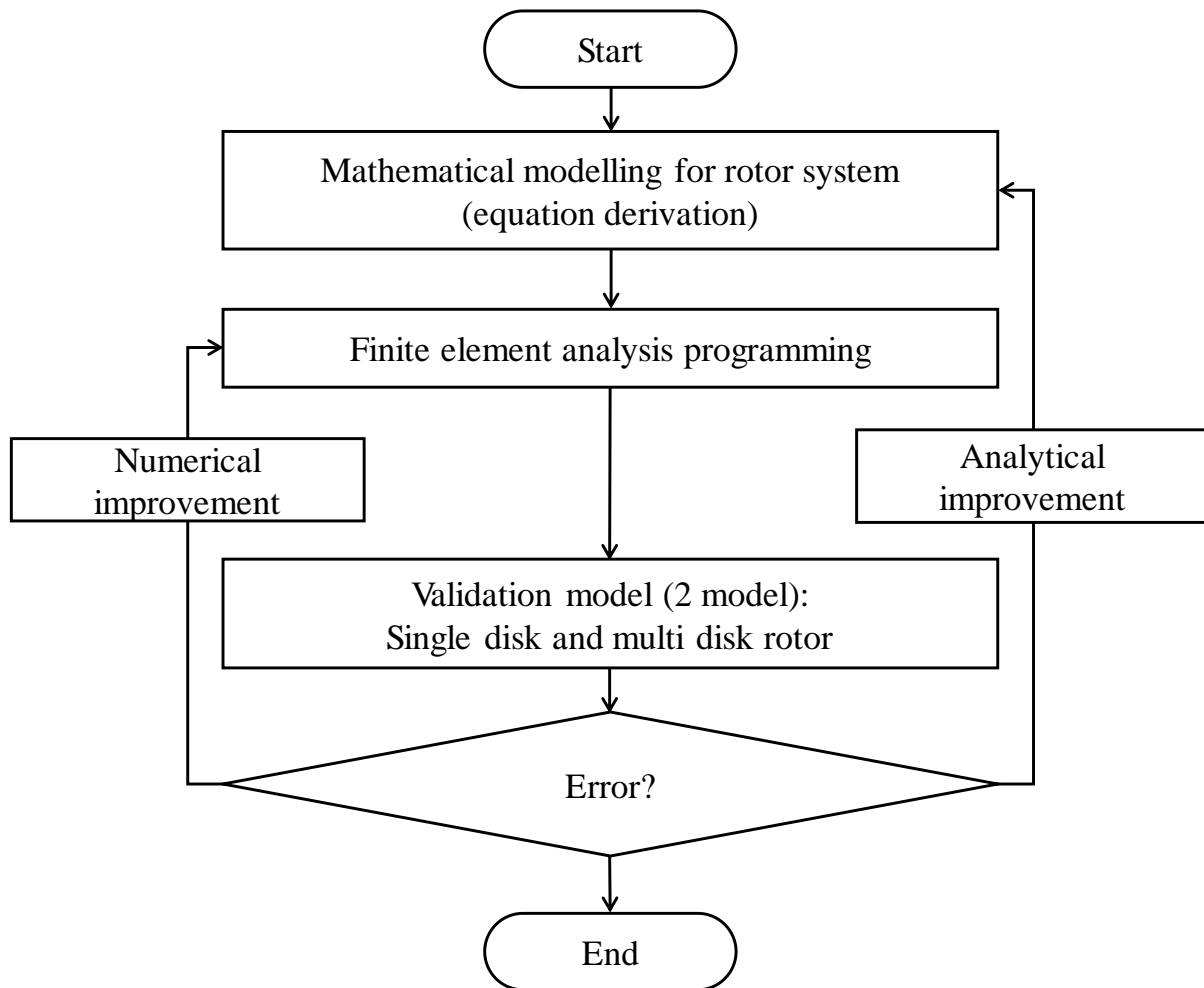 Start
Mathematical modelling for rotor system
(equation derivation)
Finite element analysis programming
Numerical
improvement
Analytical
improvement
Validation model (2 model):
Single disk and multi disk rotor
Error?
End